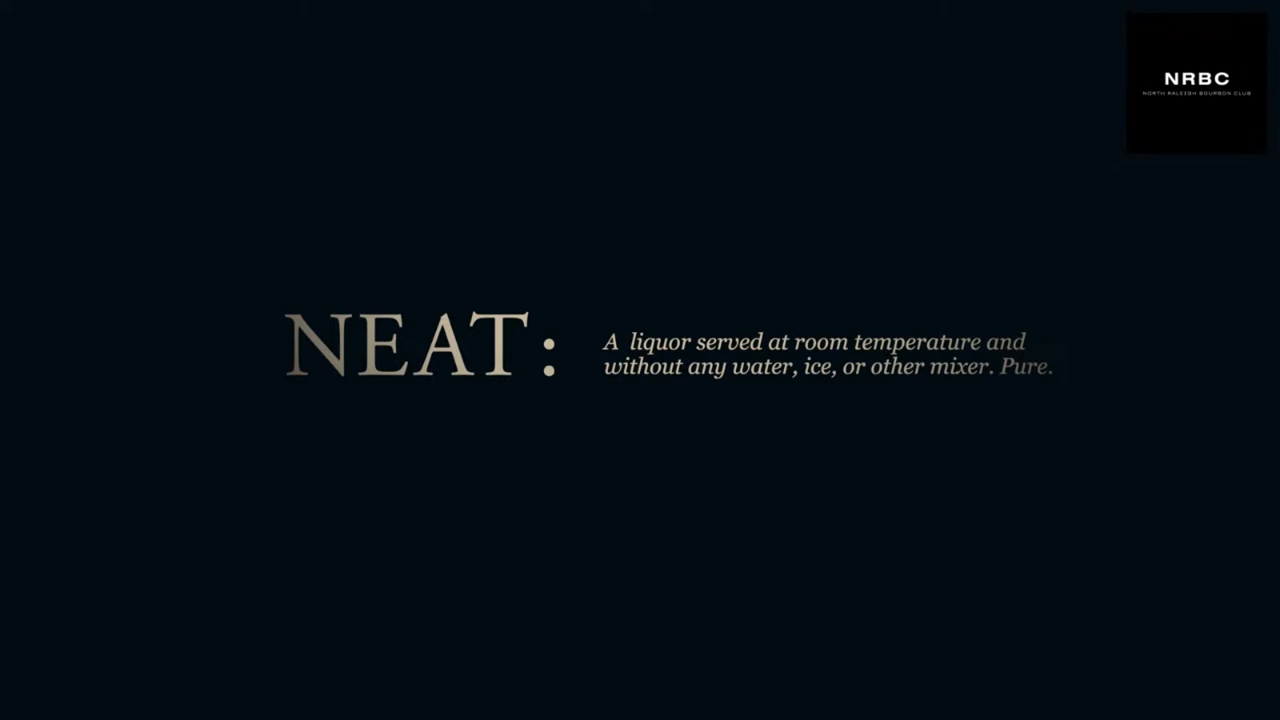 NRBC
NORTH RALEIGH BOURBON CLUB
NEAT:
A liquor served at room temperature and
without any water, ice, or other mixer. Pure.